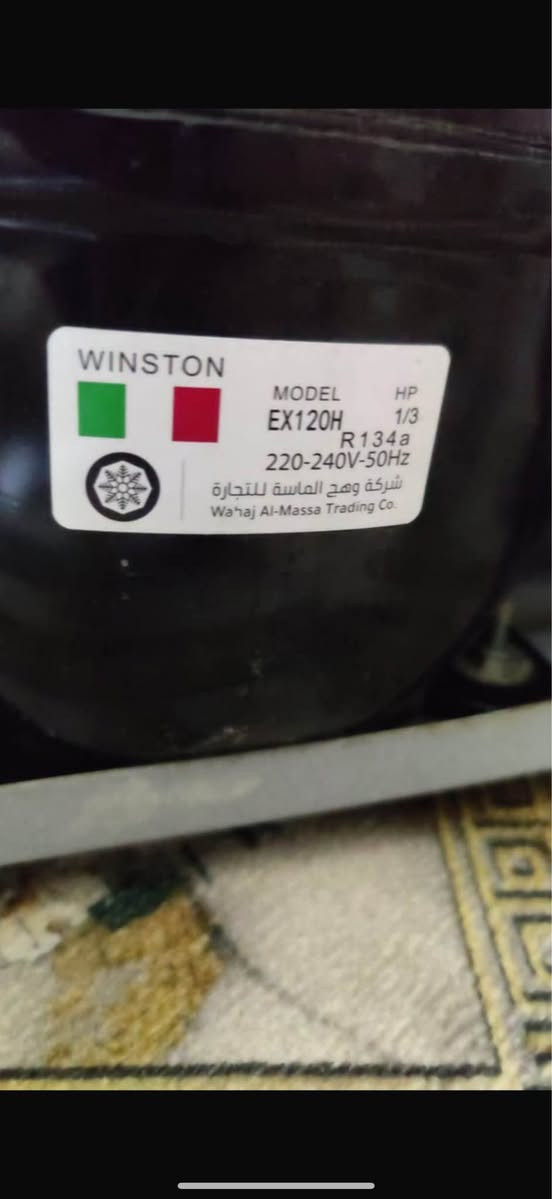 WINSTON
MODEL HP
EX120H 1/3
R134a
220-240V-50Hz
شركة وهج الماسة للتجارة
Wahaj Al-Massa Trading Co.